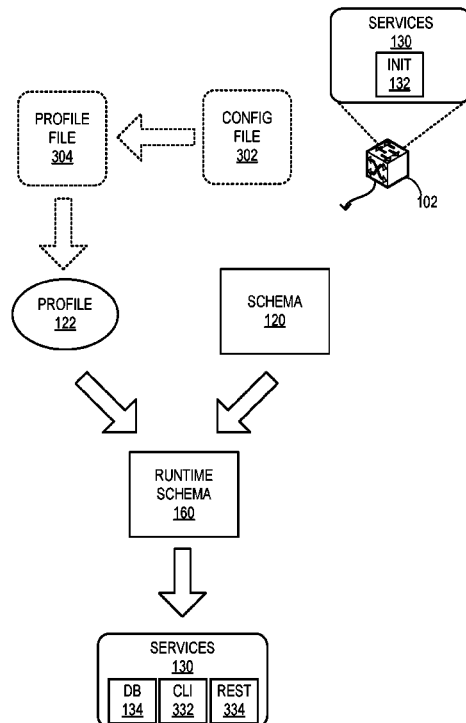 SERVICES
130
INIT
132
PROFILE
FILE
304
CONFIG
FILE
302
102
PROFILE
122
SCHEMA
120
RUNTIME
SCHEMA
160
SERVICES
130
DB
134
CLI
332
REST
334